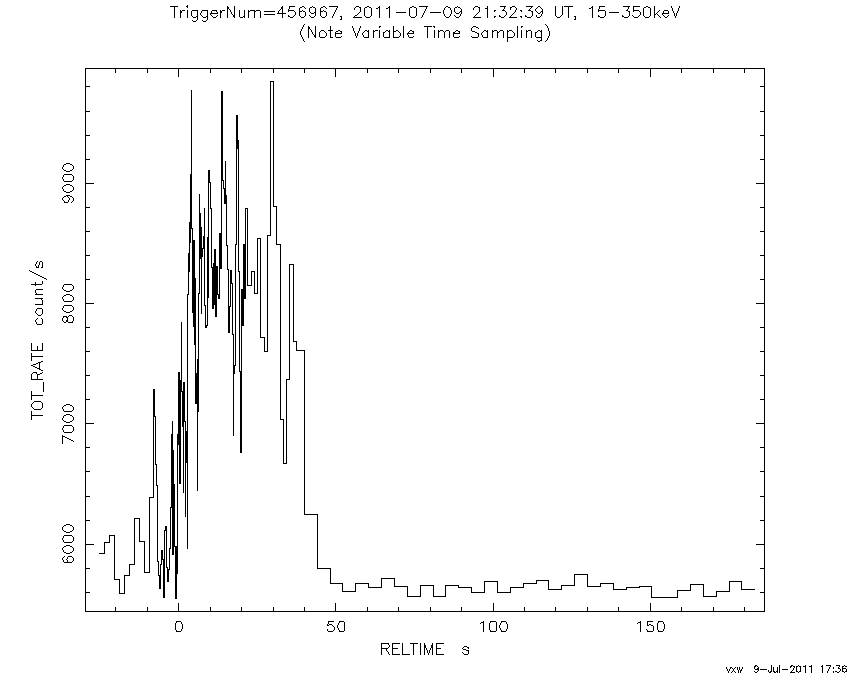 TriggerNum=456967, 2011-07-09 21:32:39 UT, 15-350keV
(Note Variable Time Sampling)
9000
8000
7000
6000
TOT_RATE count/s
0 50 100 150
RELTIME s
vxw 9-Jul-2011 17:36